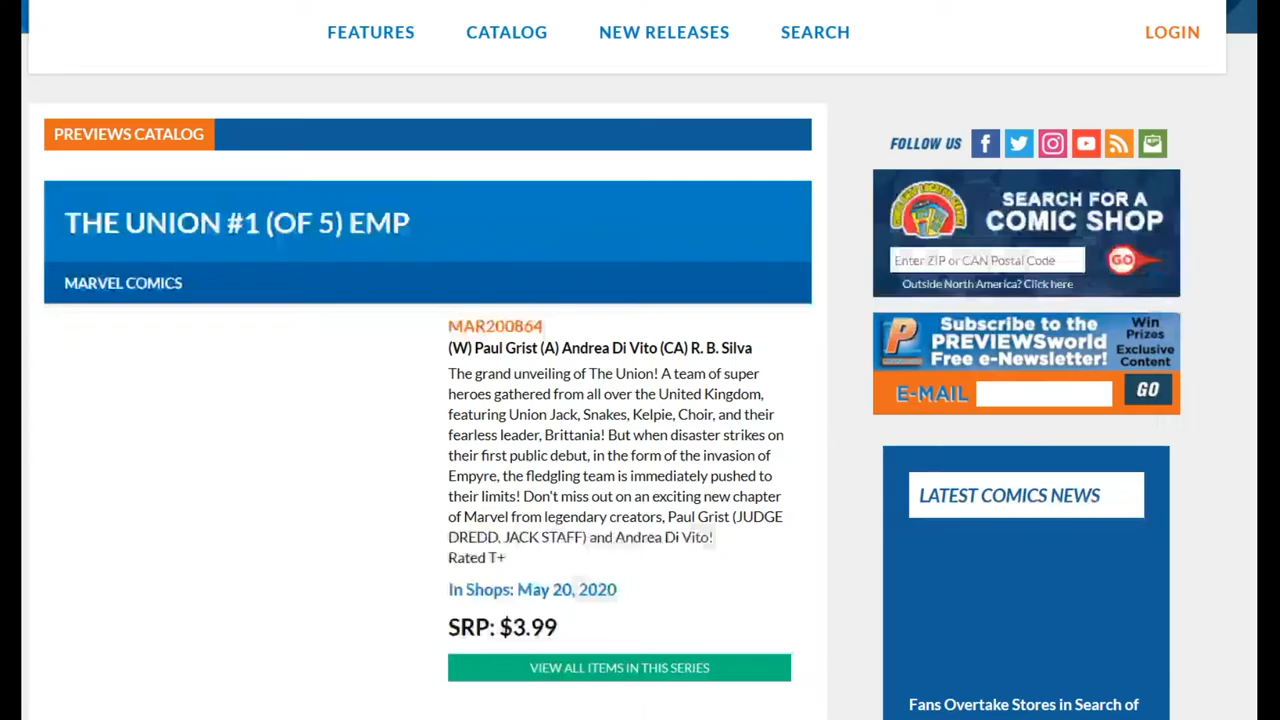 FEATURES CATALOG NEW RELEASES SEARCH LOGIN
PREVIEWS CATALOG
THE UNION #1 (OF 5) EMP
MARVEL COMICS
MAR200864
(W) Paul Grist (A) Andrea Di Vito (CA) R. B. Silva
The grand unveiling of The Union! A team of super
heroes gathered from all over the United Kingdom,
featuring Union Jack, Snakes, Kelpie, Choir, and their
fearless leader, Brittania! But when disaster strikes on
their first public debut, in the form of the invasion of
Empyre, the fledgling team is immediately pushed to
their limits! Don't miss out on an exciting new chapter
of Marvel from legendary creators, Paul Grist (JUDGE
DREDD, JACK STAFF) and Andrea Di Vito!
Rated T+
In Shops: May 20, 2020
SRP: $3.99
VIEW ALL ITEMS IN THIS SERIES
FOLLOW US
SEARCH FOR A
COMIC SHOP
Enter ZIP or CAN Postal Code GO
Outside North America? Click here
Subscribe to the
PREVIEWSworld
Free e-Newsletter!
Win
Prizes
Exclusive
Content
E-MAIL GO
LATEST COMICS NEWS
Fans Overtake Stores in Search of